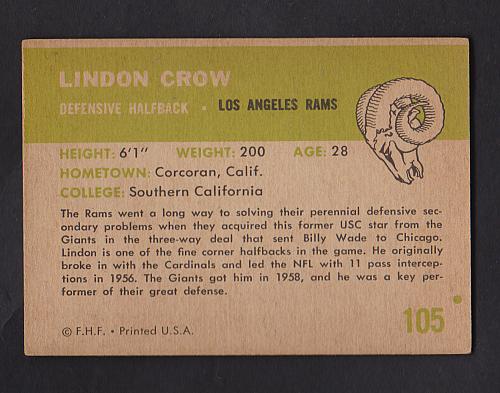 LINDON CROW
DEFENSIVE HALFBACK • LOS ANGELES RAMS
HEIGHT: 6'1" WEIGHT: 200 AGE: 28
HOMETOWN: Corcoran, Calif.
COLLEGE: Southern California
The Rams went a long way to solving their perennial defensive sec-
ondary problems when they acquired this former USC star from the
Giants in the three-way deal that sent Billy Wade to Chicago.
Lindon is one of the fine corner halfbacks in the game. He originally
broke in with the Cardinals and led the NFL with 11 pass intercep-
tions in 1956. The Giants got him in 1958, and he was a key per-
former of their great defense.
© F.H.F. • Printed U.S.A.
105